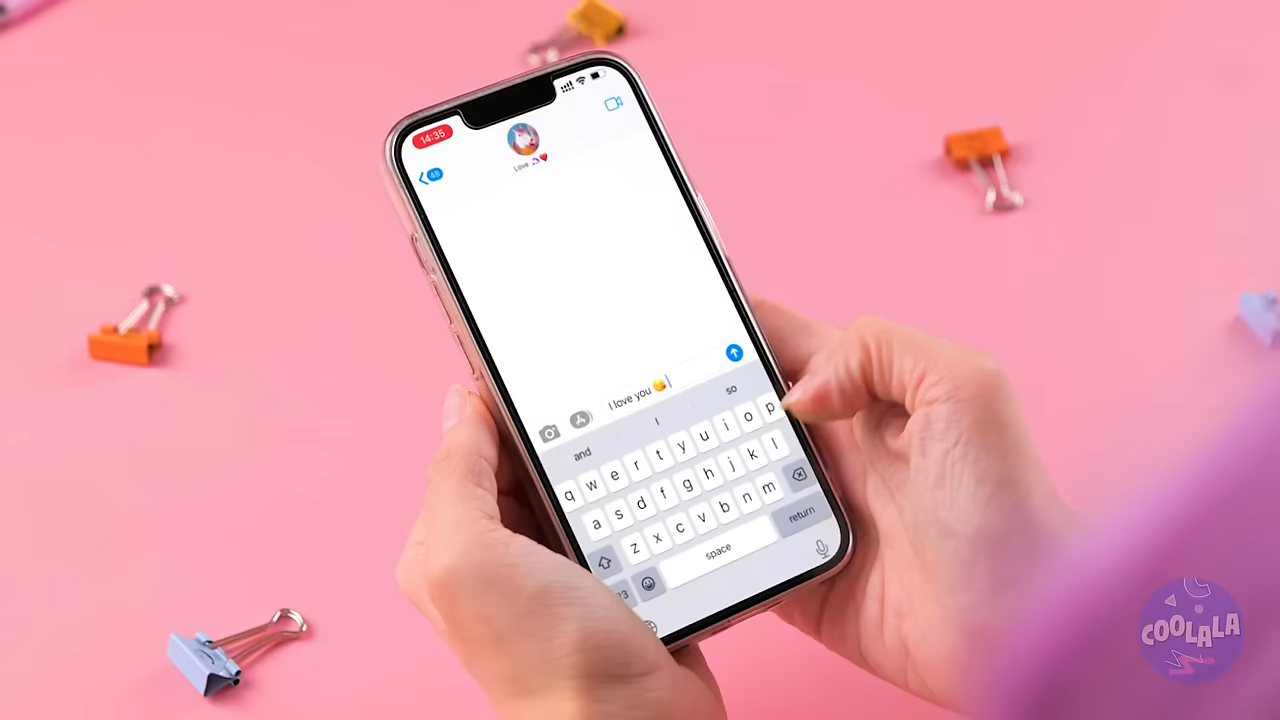 14:35
48
Love 🦄❤️
I love you 😘
and I so
q w e r t y u i o p
a s d f g h j k l
z x c v b n m
space return
COOLALA